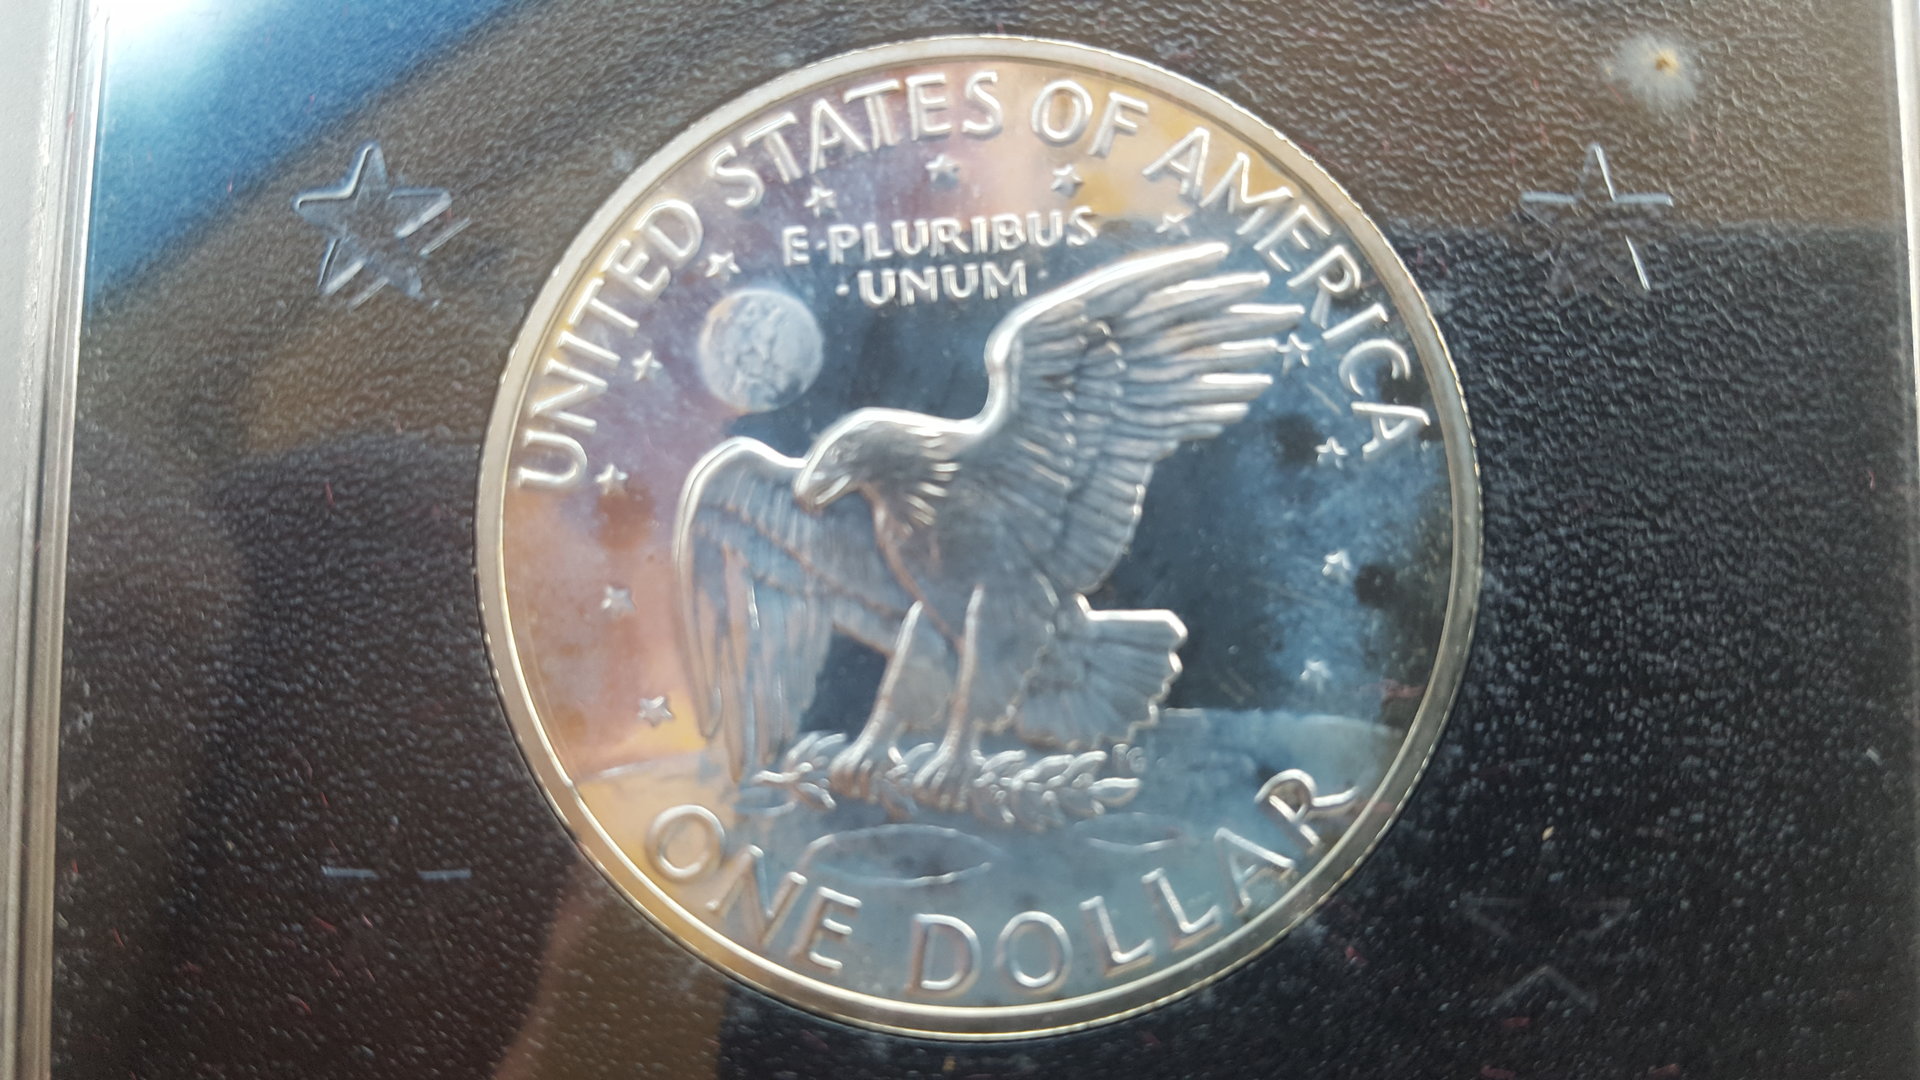 UNITED STATES OF AMERICA
E·PLURIBUS
·UNUM·
ONE DOLLAR